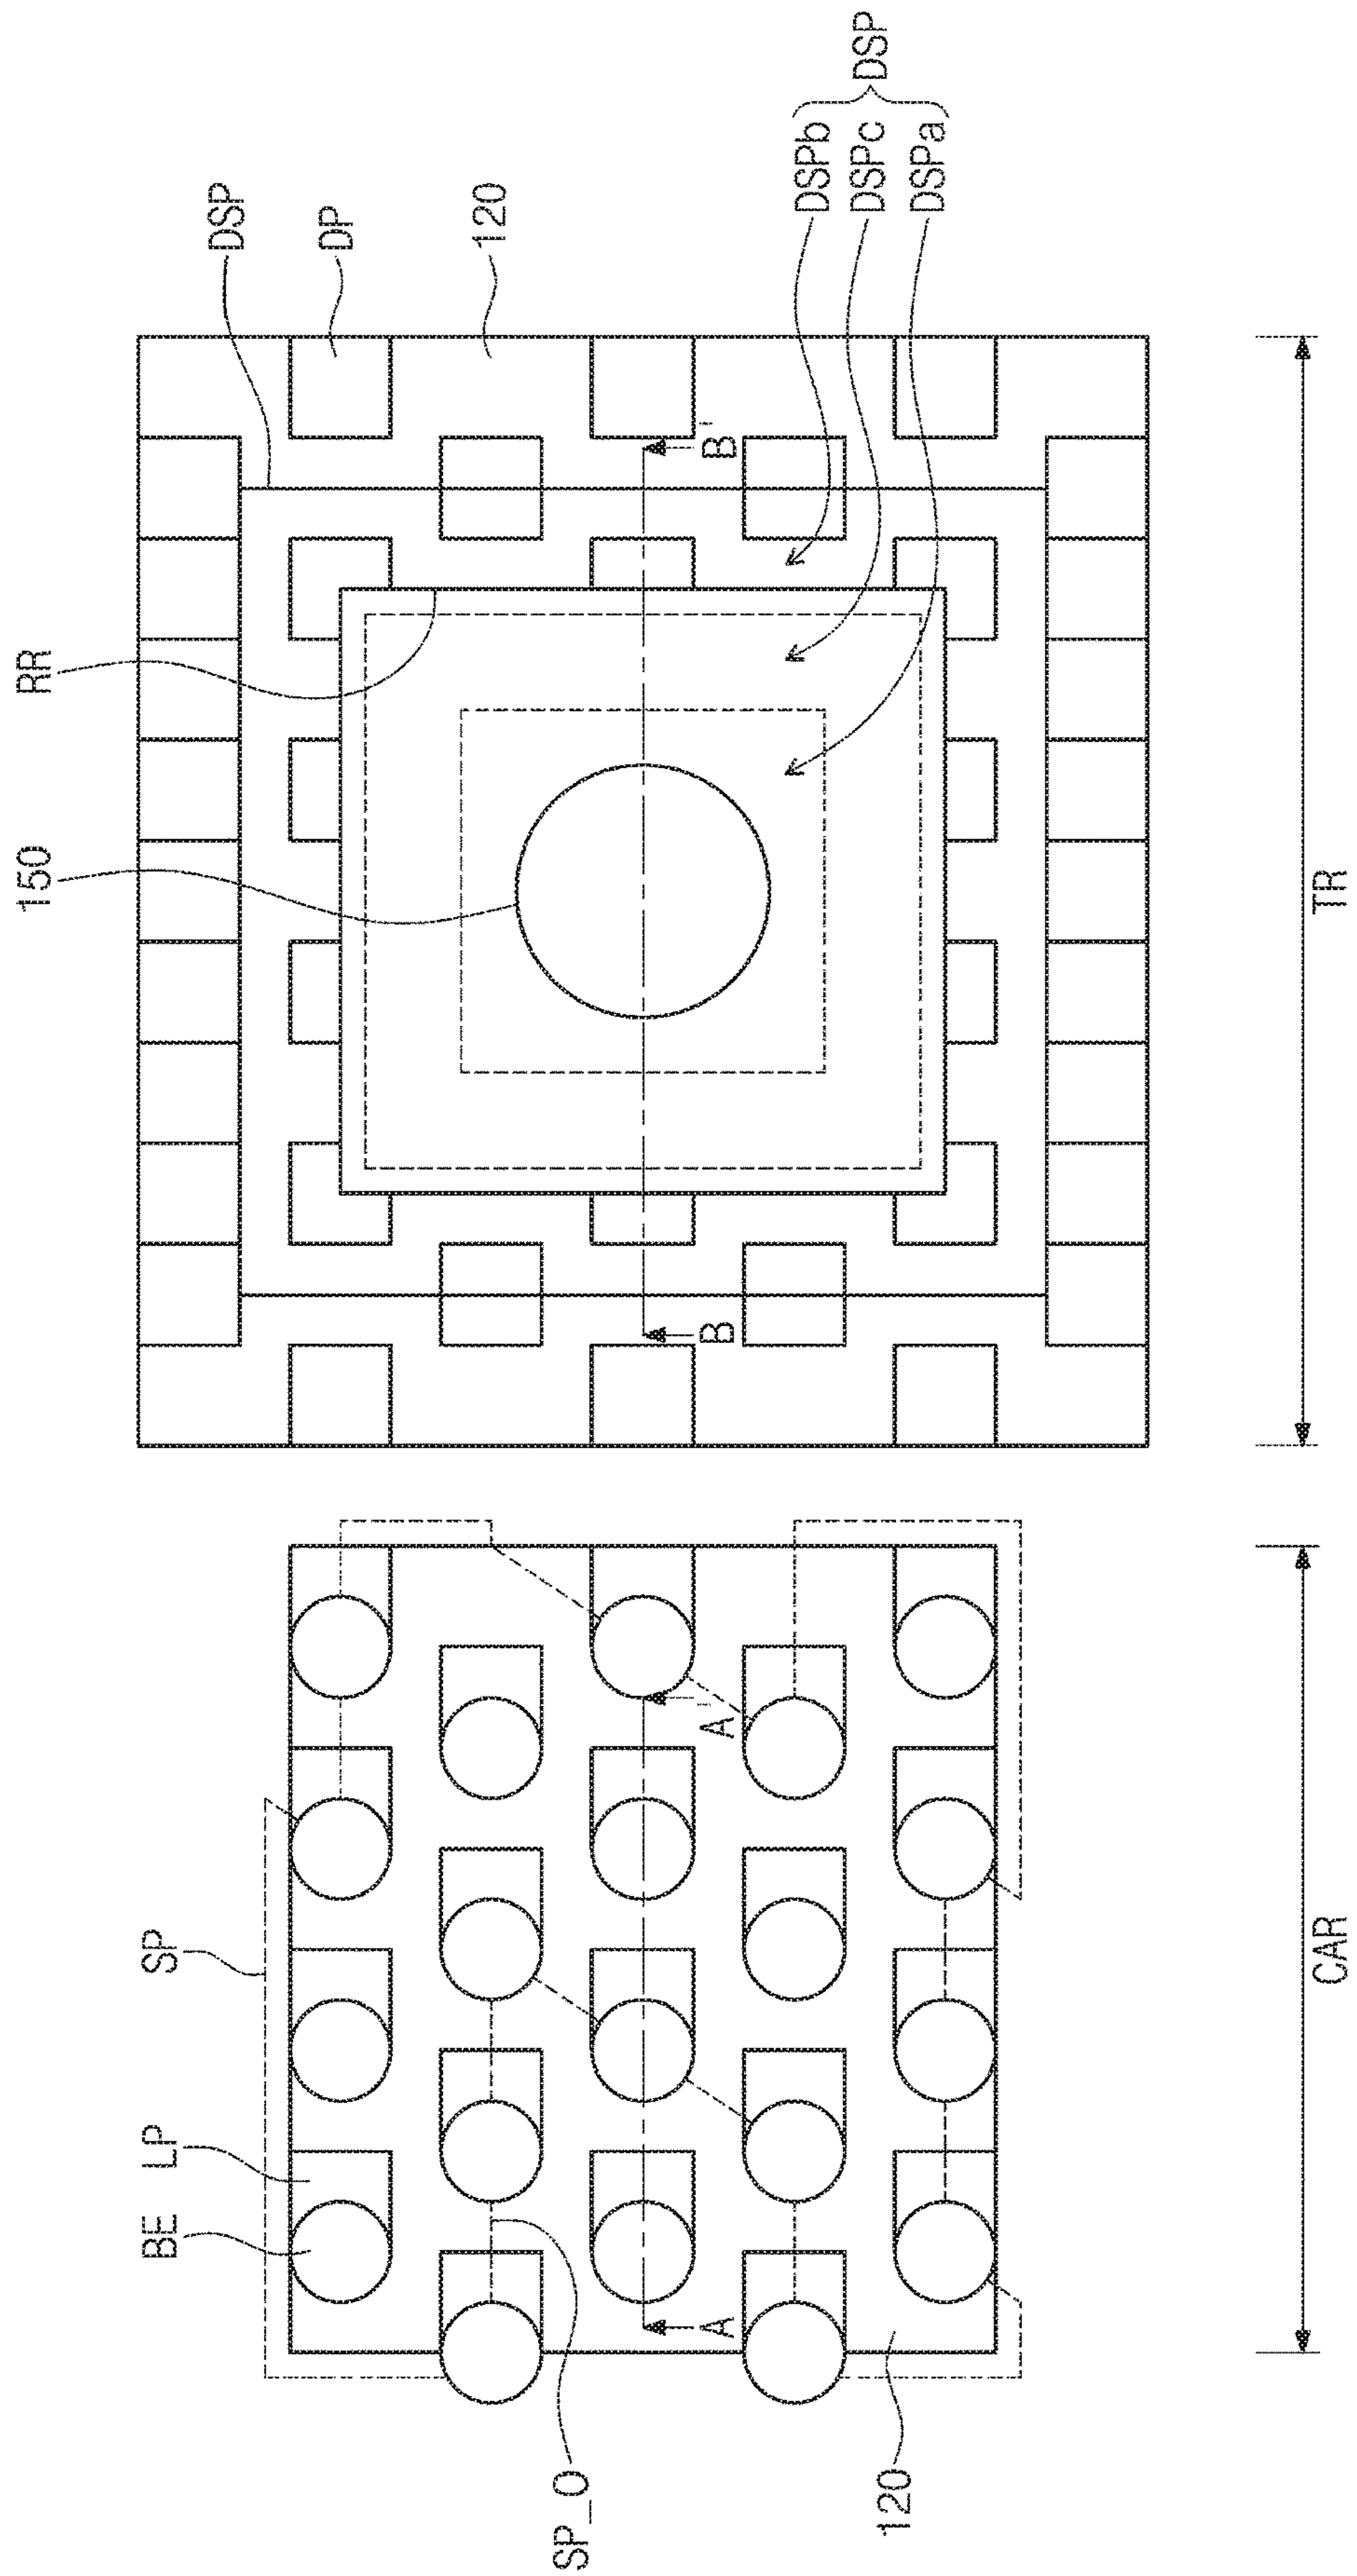 SP
LP
BE
SP_O
120
A
A'
CAR
150
RR
DSP
DP
120
DSPb
DSPc
DSPa
DSP
B
B'
TR